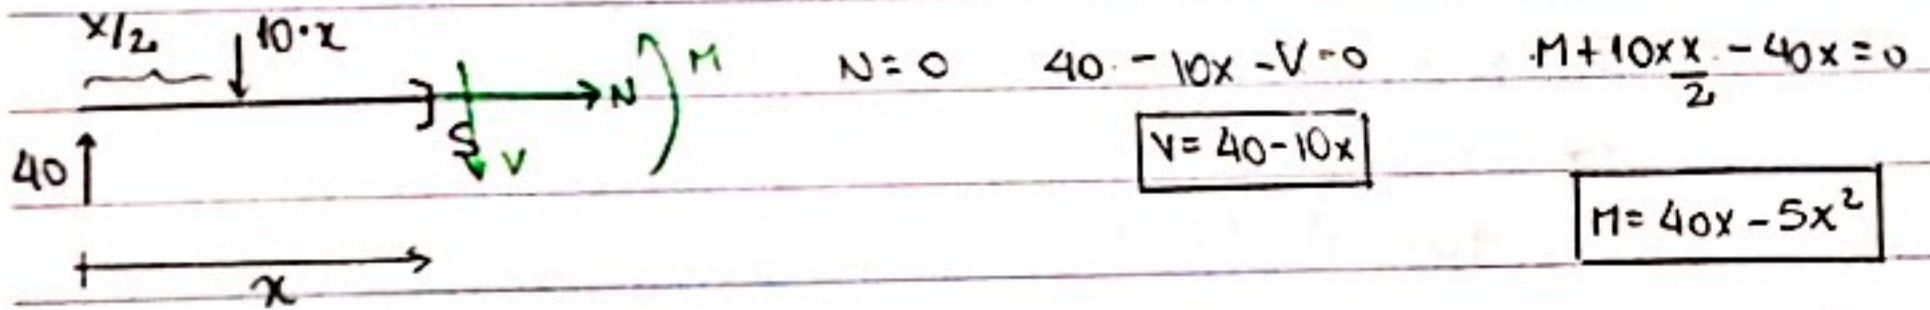 x/2 10·x M N=0 40 - 10x - V = 0 M + 10x x/2 - 40x = 0
N
S V V = 40 - 10x
40
M = 40x - 5x²
x